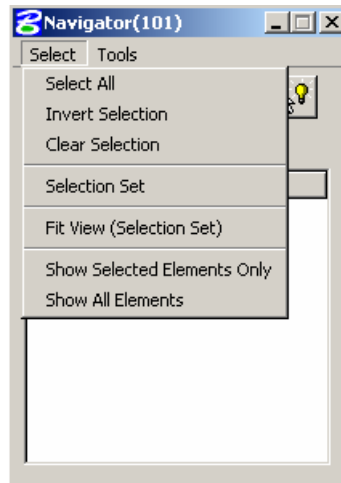 Navigator(101)
Select Tools
Select All
Invert Selection
Clear Selection
Selection Set
Fit View (Selection Set)
Show Selected Elements Only
Show All Elements